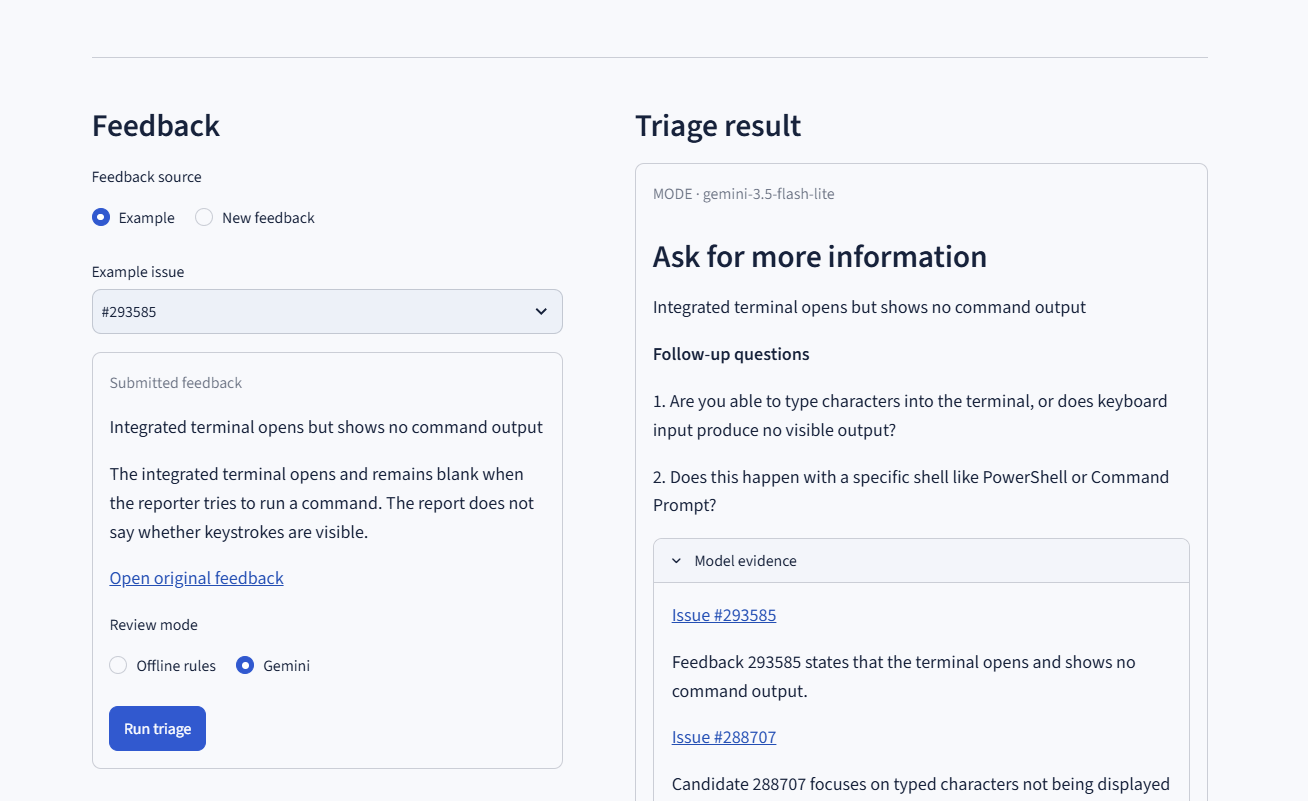 Feedback
Feedback source
Example
New feedback
Example issue
#293585
Submitted feedback
Integrated terminal opens but shows no command output
The integrated terminal opens and remains blank when
the reporter tries to run a command. The report does not
say whether keystrokes are visible.
Open original feedback
Review mode
Offline rules
Gemini
Run triage
Triage result
MODE · gemini-3.5-flash-lite
Ask for more information
Integrated terminal opens but shows no command output
Follow-up questions
1. Are you able to type characters into the terminal, or does keyboard
input produce no visible output?
2. Does this happen with a specific shell like PowerShell or Command
Prompt?
Model evidence
Issue #293585
Feedback 293585 states that the terminal opens and shows no
command output.
Issue #288707
Candidate 288707 focuses on typed characters not being displayed